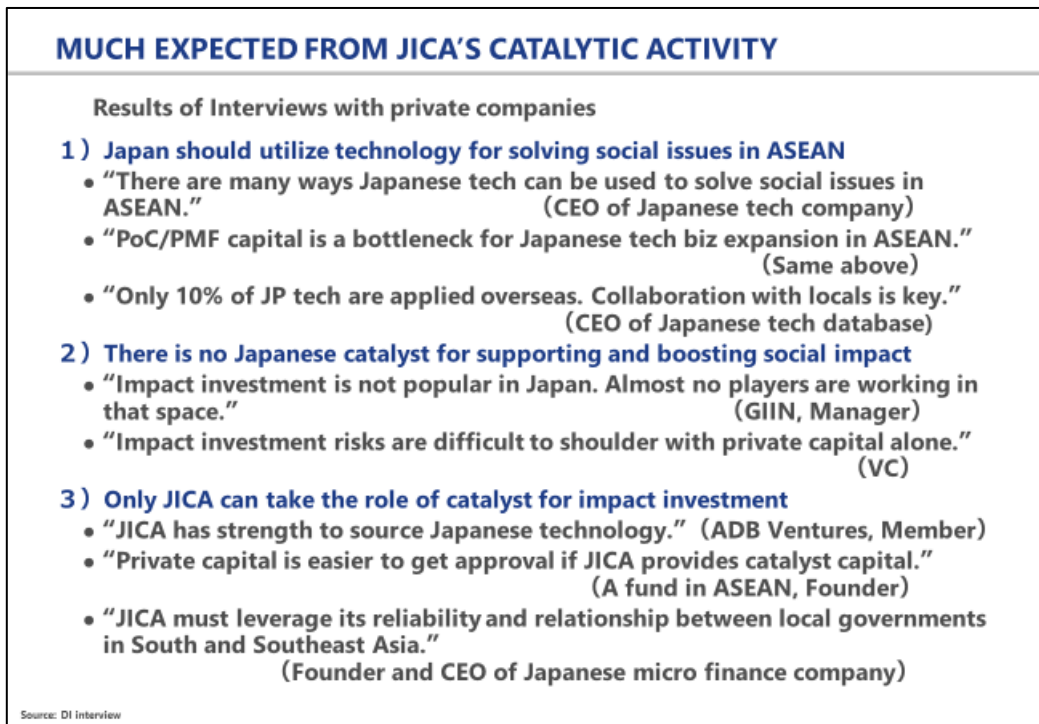 MUCH EXPECTED FROM JICA'S CATALYTIC ACTIVITY
Results of Interviews with private companies
1）Japan should utilize technology for solving social issues in ASEAN
• “There are many ways Japanese tech can be used to solve social issues in
ASEAN.” （CEO of Japanese tech company）
• “PoC/PMF capital is a bottleneck for Japanese tech biz expansion in ASEAN.”
（Same above）
• “Only 10% of JP tech are applied overseas. Collaboration with locals is key.”
（CEO of Japanese tech database)
2）There is no Japanese catalyst for supporting and boosting social impact
• “Impact investment is not popular in Japan. Almost no players are working in
that space.” （GIIN, Manager）
• “Impact investment risks are difficult to shoulder with private capital alone.”
（VC）
3）Only JICA can take the role of catalyst for impact investment
• “JICA has strength to source Japanese technology.”（ADB Ventures, Member）
• “Private capital is easier to get approval if JICA provides catalyst capital.”
（A fund in ASEAN, Founder）
• “JICA must leverage its reliability and relationship between local governments
in South and Southeast Asia.”
（Founder and CEO of Japanese micro finance company）
Source: DI interview